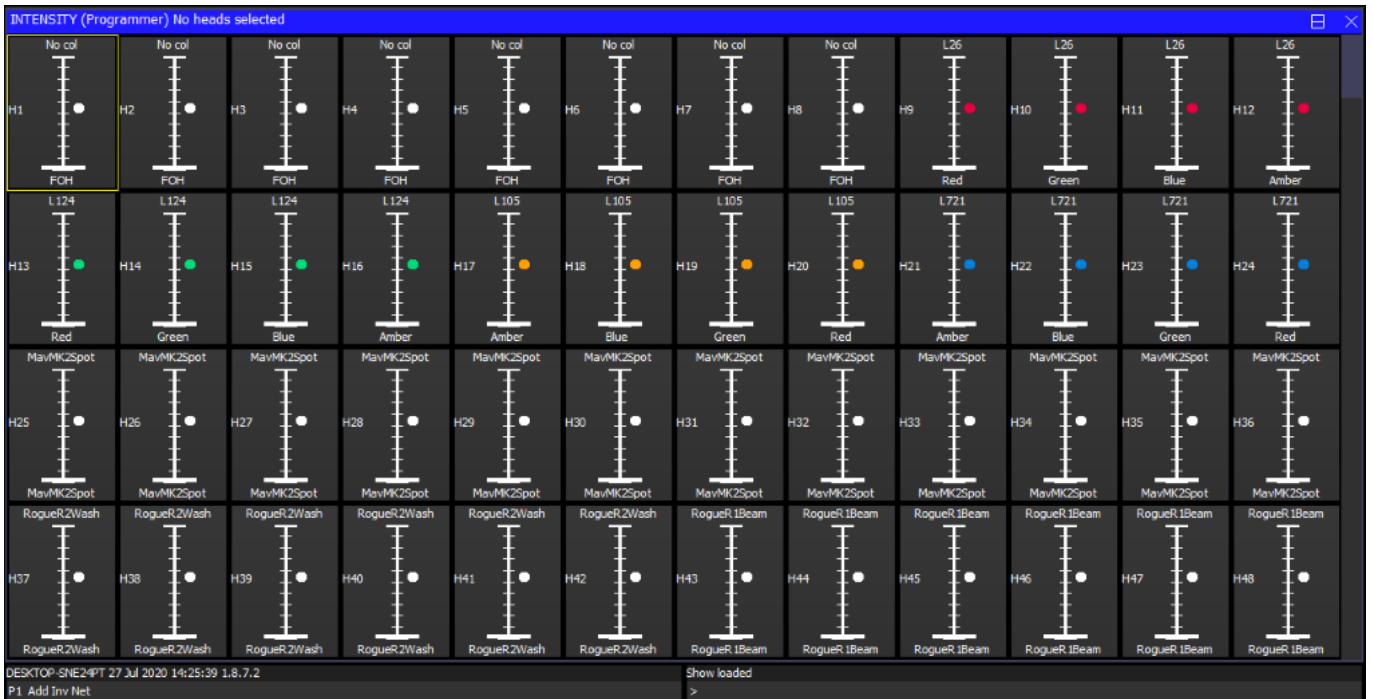 INTENSITY (Programmer) No heads selected
No col No col No col No col No col No col No col No col L26 L26 L26 L26
H1 H2 H3 H4 H5 H6 H7 H8 H9 H10 H11 H12
FOH FOH FOH FOH FOH FOH FOH FOH Red Green Blue Amber
L124 L124 L124 L124 L105 L105 L105 L105 L721 L721 L721 L721
H13 H14 H15 H16 H17 H18 H19 H20 H21 H22 H23 H24
Red Green Blue Amber Amber Blue Green Red Amber Blue Green Red
MavMK2Spot MavMK2Spot MavMK2Spot MavMK2Spot MavMK2Spot MavMK2Spot MavMK2Spot MavMK2Spot MavMK2Spot MavMK2Spot MavMK2Spot MavMK2Spot
H25 H26 H27 H28 H29 H30 H31 H32 H33 H34 H35 H36
MavMK2Spot MavMK2Spot MavMK2Spot MavMK2Spot MavMK2Spot MavMK2Spot MavMK2Spot MavMK2Spot MavMK2Spot MavMK2Spot MavMK2Spot MavMK2Spot
RogueR2Wash RogueR2Wash RogueR2Wash RogueR2Wash RogueR2Wash RogueR2Wash RogueR1Beam RogueR1Beam RogueR1Beam RogueR1Beam RogueR1Beam RogueR1Beam
H37 H38 H39 H40 H41 H42 H43 H44 H45 H46 H47 H48
RogueR2Wash RogueR2Wash RogueR2Wash RogueR2Wash RogueR2Wash RogueR2Wash RogueR1Beam RogueR1Beam RogueR1Beam RogueR1Beam RogueR1Beam RogueR1Beam
DESKTOP-SNE24PT 27 Jul 2020 14:25:39 1.8.7.2 Show loaded
P1 Add Inv Net >